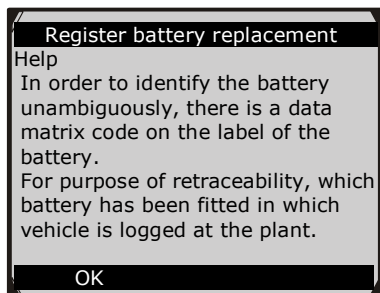 Register battery replacement
Help
In order to identify the battery
unambiguously, there is a data
matrix code on the label of the
battery.
For purpose of retraceability, which
battery has been fitted in which
vehicle is logged at the plant.
OK